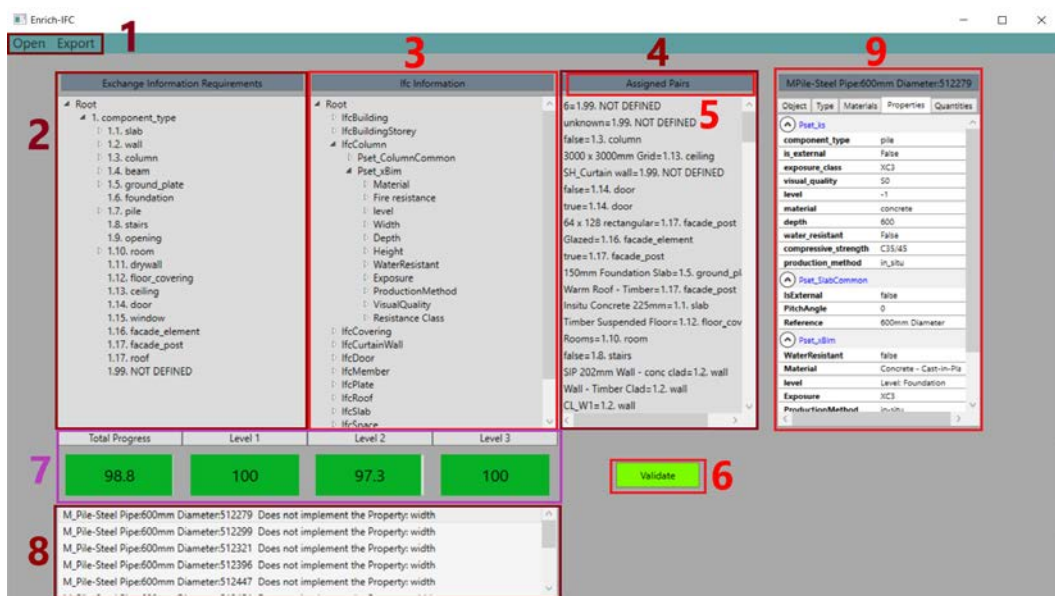 Enrich-IFC
Open Export
1
2
Exchange Information Requirements
Root
1. component_type
1.1. slab
1.2. wall
1.3. column
1.4. beam
1.5. ground_plate
1.6. foundation
1.7. pile
1.8. stairs
1.9. opening
1.10. room
1.11. drywall
1.12. floor_covering
1.13. ceiling
1.14. door
1.15. window
1.16. facade_element
1.17. facade_post
1.17. roof
1.99. NOT DEFINED
3
Ifc Information
Root
IfcBuilding
IfcBuildingStorey
IfcColumn
Pset_ColumnCommon
Pset_xBim
Material
Fire resistance
level
Width
Depth
Height
WaterResistant
Exposure
ProductionMethod
VisualQuality
Resistance Class
IfcCovering
IfcCurtainWall
IfcDoor
IfcMember
IfcPlate
IfcRoof
IfcSlab
IfcSpace
4
Assigned Pairs
5
6=1.99. NOT DEFINED
unknown=1.99. NOT DEFINED
false=1.3. column
3000 x 3000mm Grid=1.13. ceiling
SH_Curtain wall=1.99. NOT DEFINED
false=1.14. door
true=1.14. door
64 x 128 rectangular=1.17. facade_post
Glazed=1.16. facade_element
true=1.17. facade_post
150mm Foundation Slab=1.5. ground_pl
Warm Roof - Timber=1.17. facade_post
Insitu Concrete 225mm=1.1. slab
Timber Suspended Floor=1.12. floor_cov
Rooms=1.10. room
false=1.8. stairs
SIP 202mm Wall - conc clad=1.2. wall
Wall - Timber Clad=1.2. wall
CL_W1=1.2. wall
9
MPile-Steel Pipe:600mm Diameter:512279
Object Type Materials Properties Quantities
Pset_ks
component_type pile
is_external False
exposure_class XC3
visual_quality S0
level -1
material concrete
depth 600
water_resistant False
compressive_strength C35/45
production_method in_situ
Pset_SlabCommon
IsExternal false
PitchAngle 0
Reference 600mm Diameter
Pset_xBim
WaterResistant false
Material Concrete - Cast-in-Pla
level Level: Foundation
Exposure XC3
ProductionMethod in-situ
7
Total Progress Level 1 Level 2 Level 3
98.8 100 97.3 100
Validate
6
8
M_Pile-Steel Pipe:600mm Diameter:512279 Does not implement the Property: width
M_Pile-Steel Pipe:600mm Diameter:512299 Does not implement the Property: width
M_Pile-Steel Pipe:600mm Diameter:512321 Does not implement the Property: width
M_Pile-Steel Pipe:600mm Diameter:512396 Does not implement the Property: width
M_Pile-Steel Pipe:600mm Diameter:512447 Does not implement the Property: width